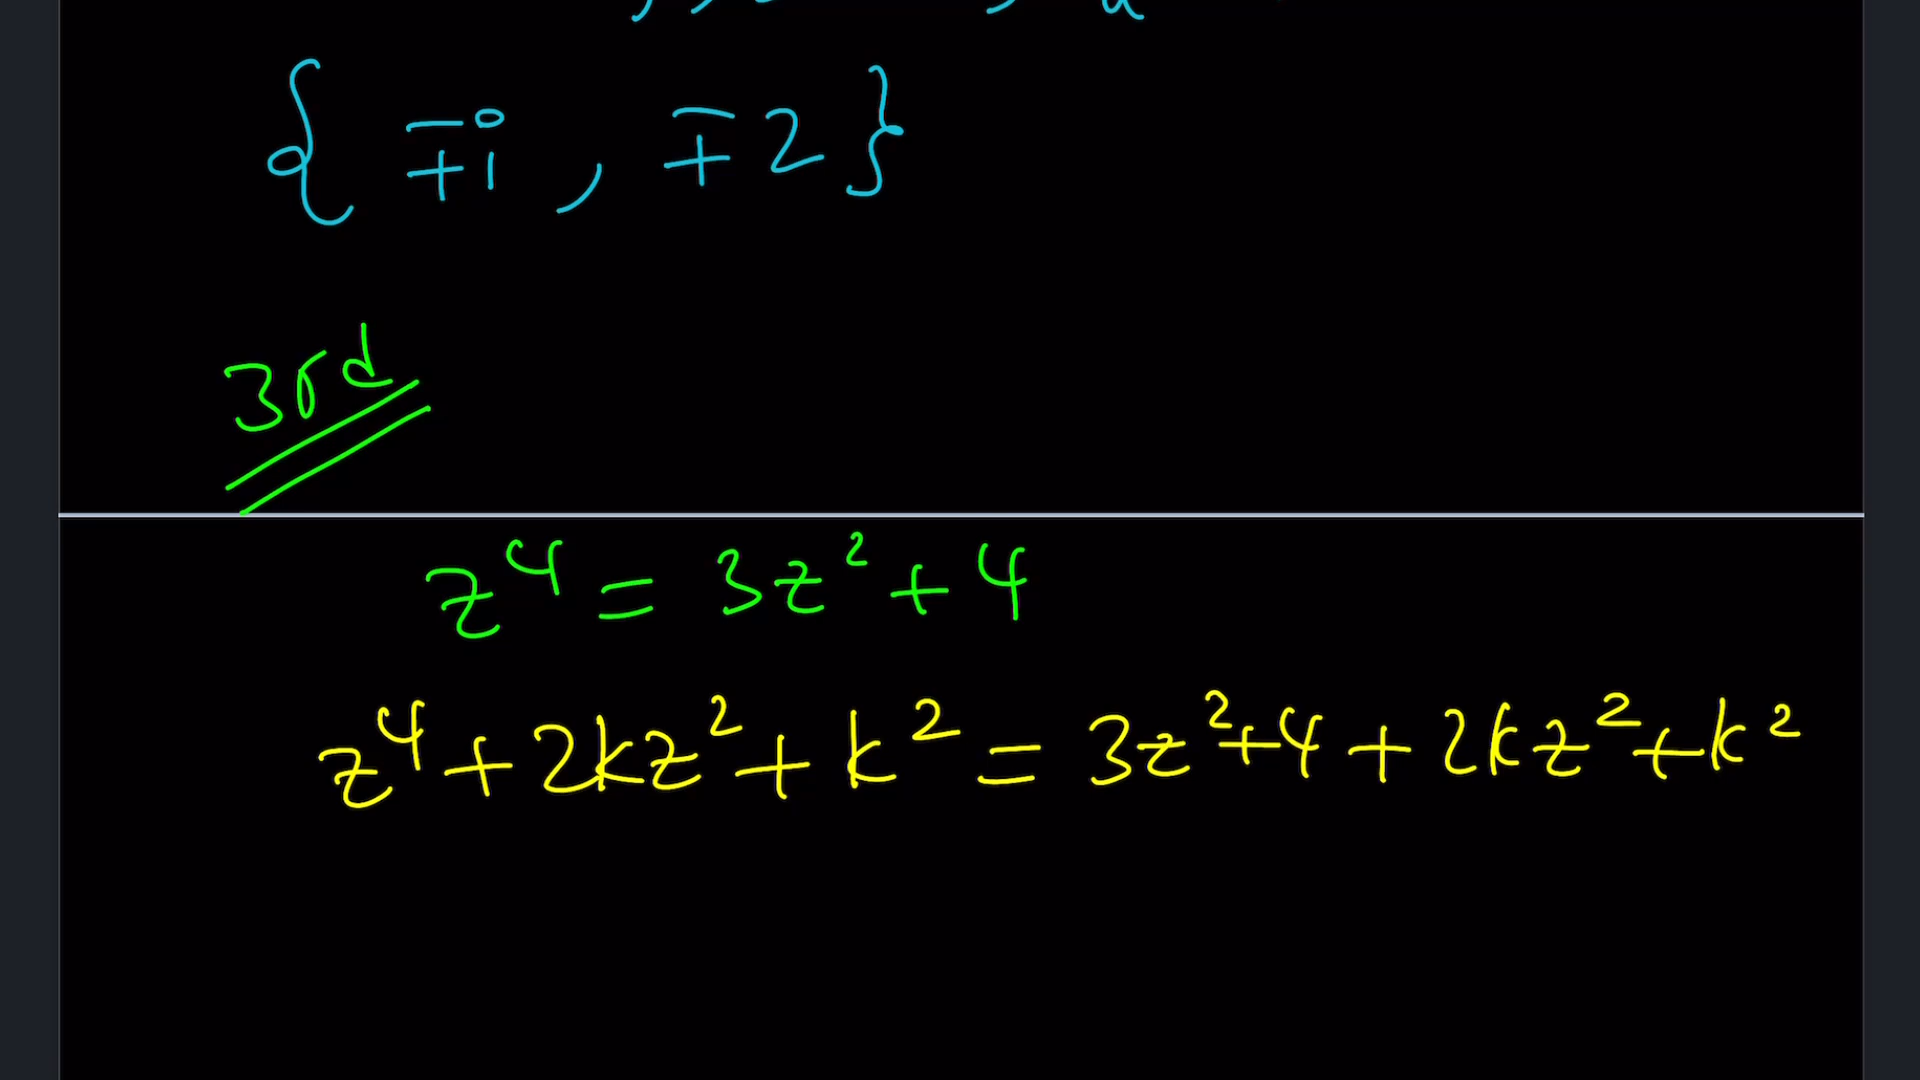 { ∓i , ∓2 }
3rd
z⁴ = 3z² + 4
z⁴ + 2kz² + k² = 3z² + 4 + 2kz² + k²